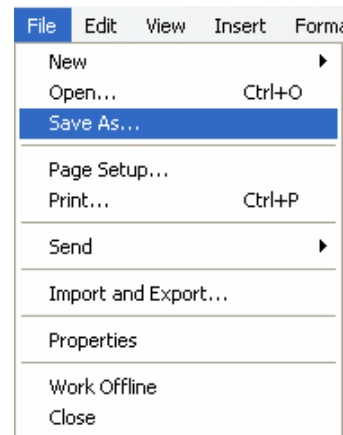 File Edit View Insert Forma
New
Open... Ctrl+O
Save As...
Page Setup...
Print... Ctrl+P
Send
Import and Export...
Properties
Work Offline
Close